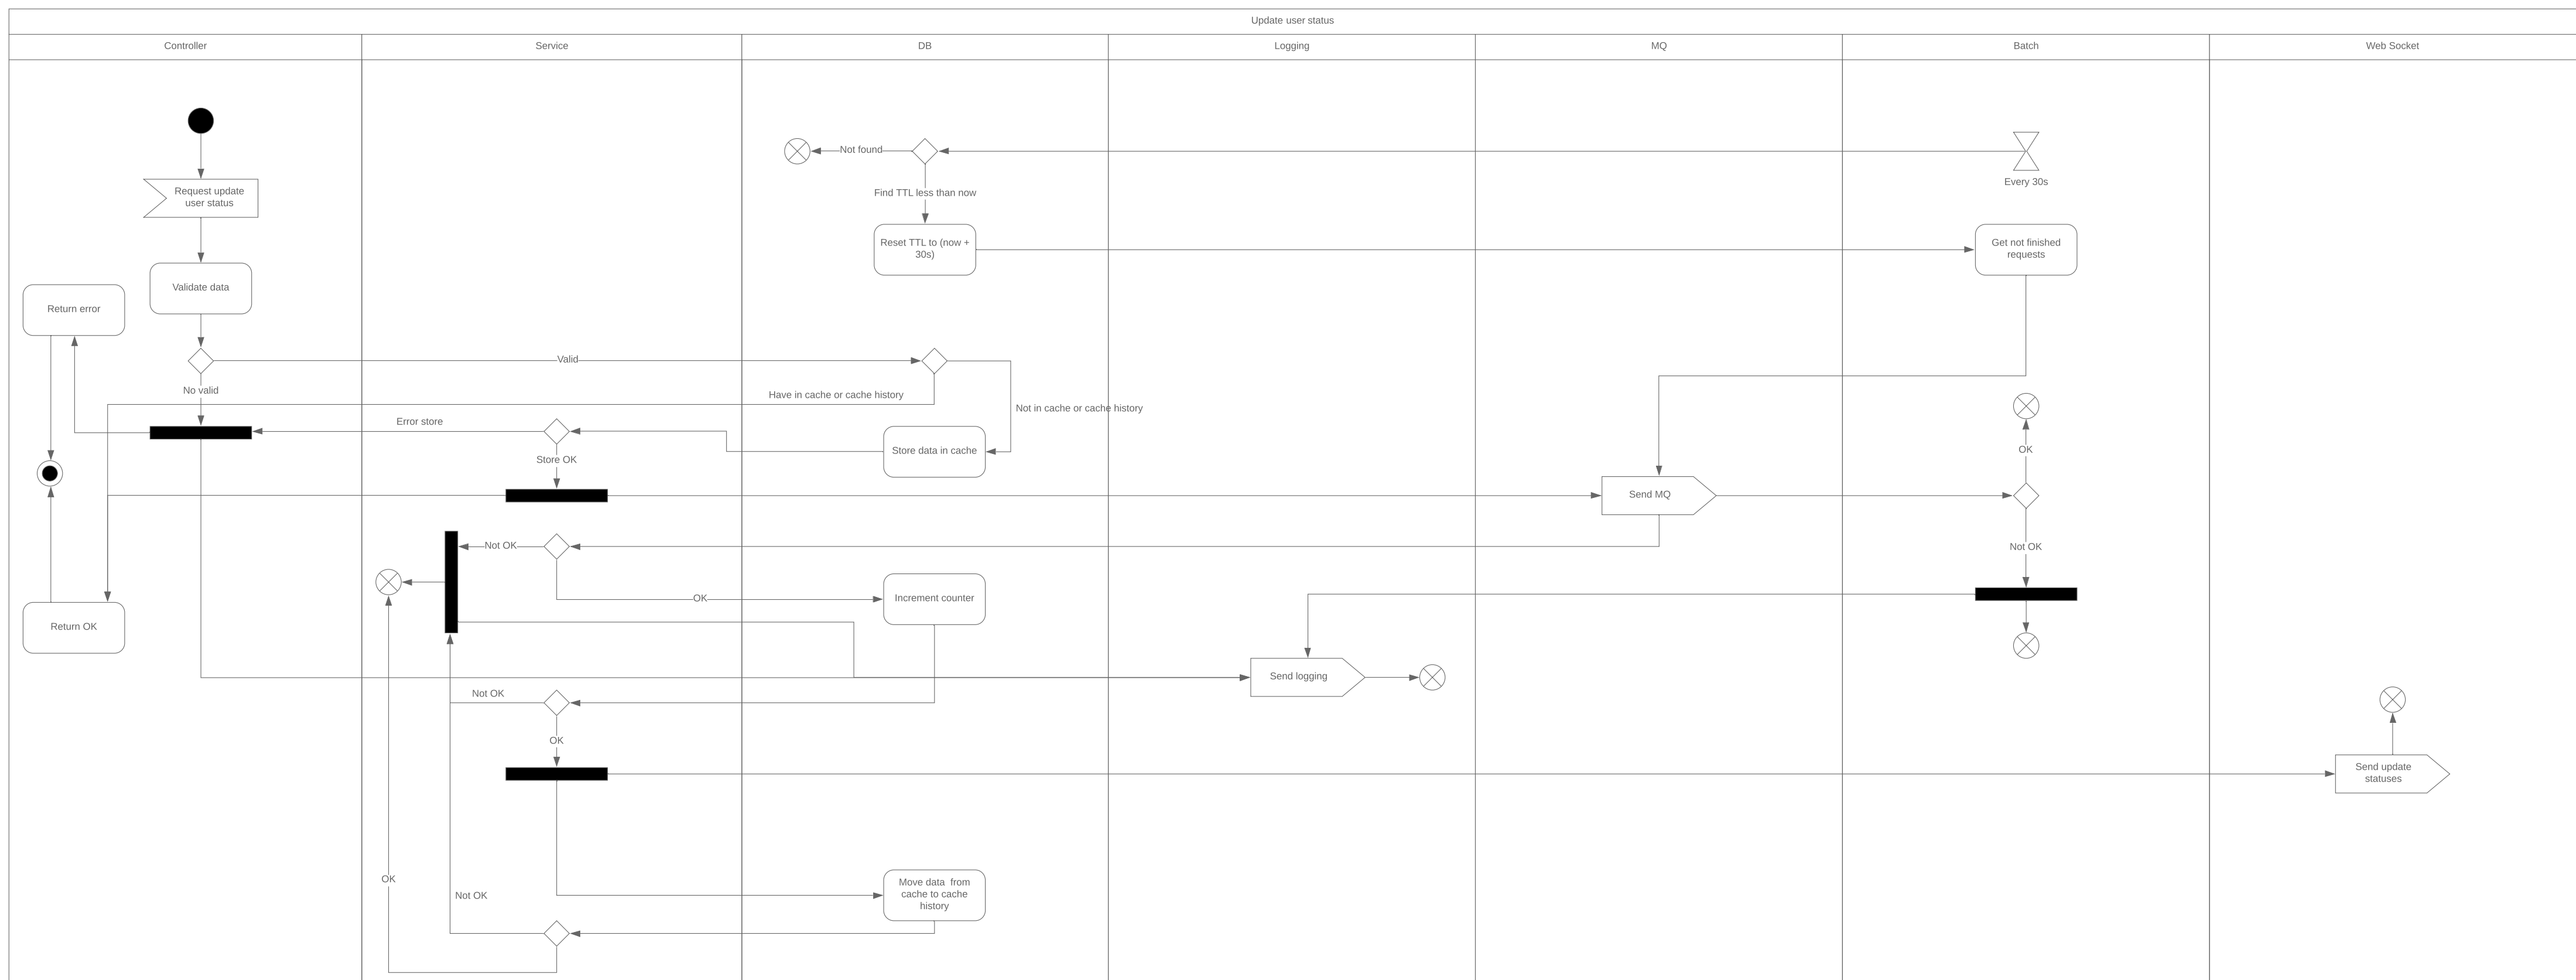 Update user status
Controller
Service
DB
Logging
MQ
Batch
Web Socket
Not found
Every 30s
Request update
user status
Find TTL less than now
Reset TTL to (now +
30s)
Get not finished
requests
Validate data
Return error
Valid
No valid
Have in cache or cache history
Not in cache or cache history
Error store
Store data in cache
OK
Store OK
Send MQ
Not OK
Not OK
OK
Increment counter
Return OK
Send logging
Not OK
OK
Send update
statuses
OK
Not OK
Move data  from
cache to cache
history